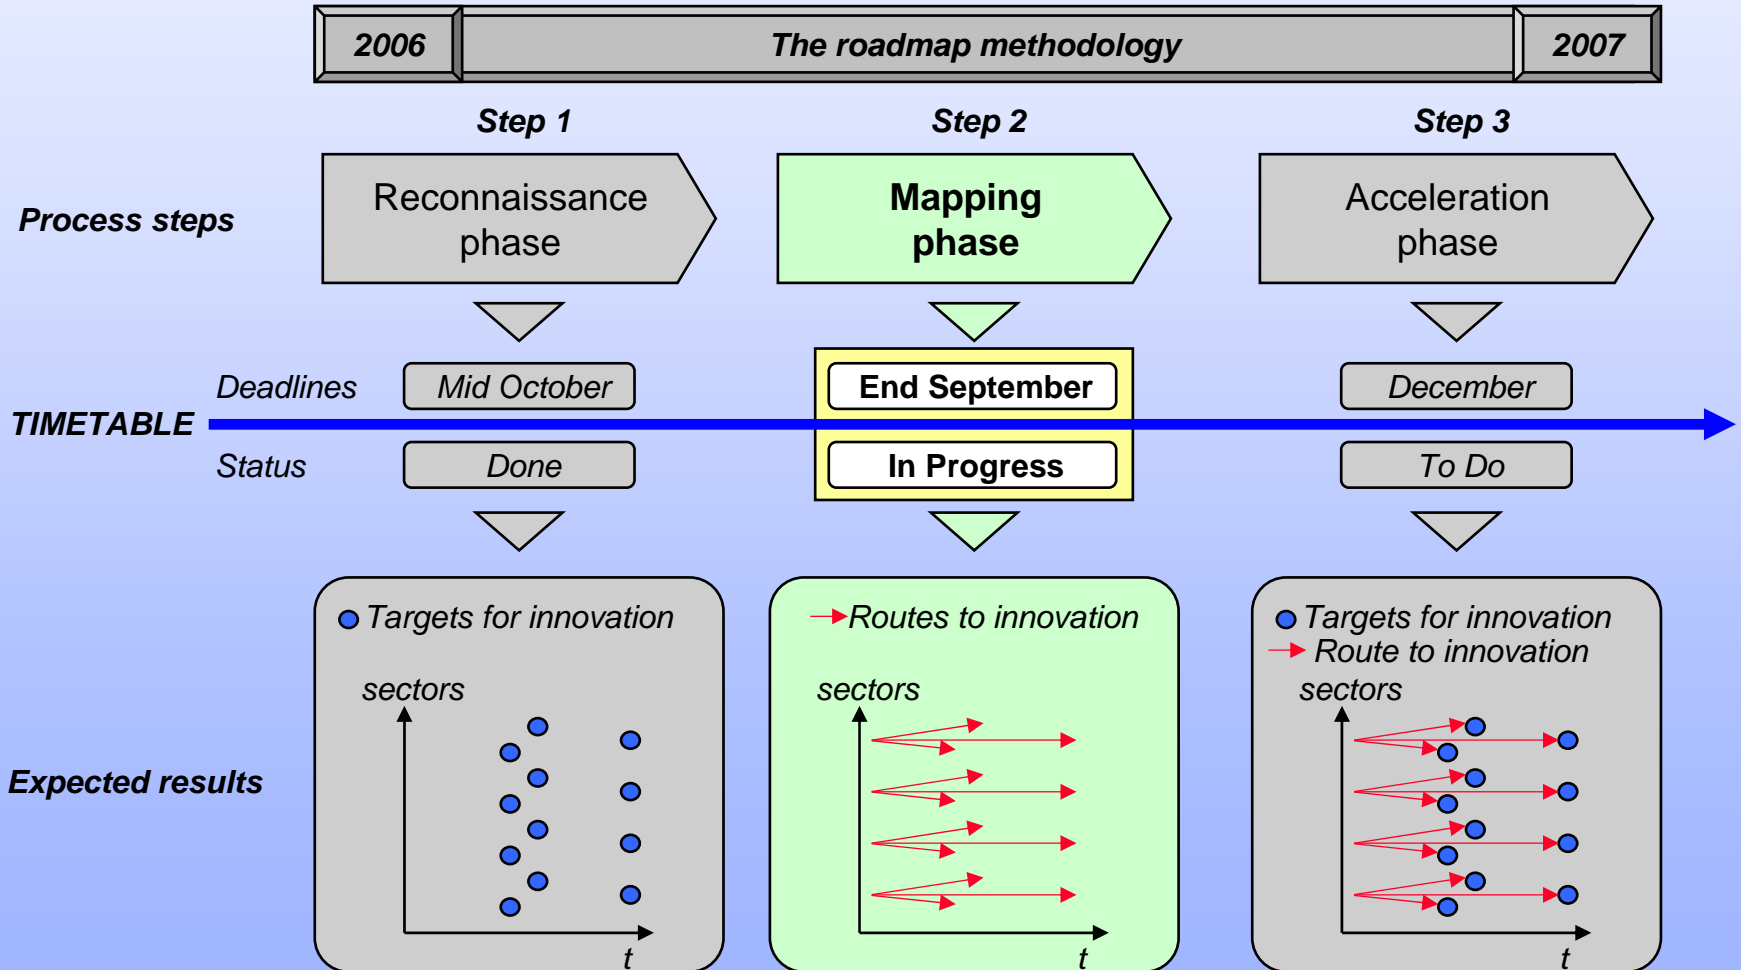 2006
The roadmap methodology
2007
Step 1
Step 2
Step 3
Process steps
Reconnaissance
phase
Mapping
phase
Acceleration
phase
Deadlines
Mid October
End September
December
TIMETABLE
Status
Done
In Progress
To Do
Expected results
Targets for innovation
sectors
t
Routes to innovation
sectors
t
Targets for innovation
Route to innovation
sectors
t